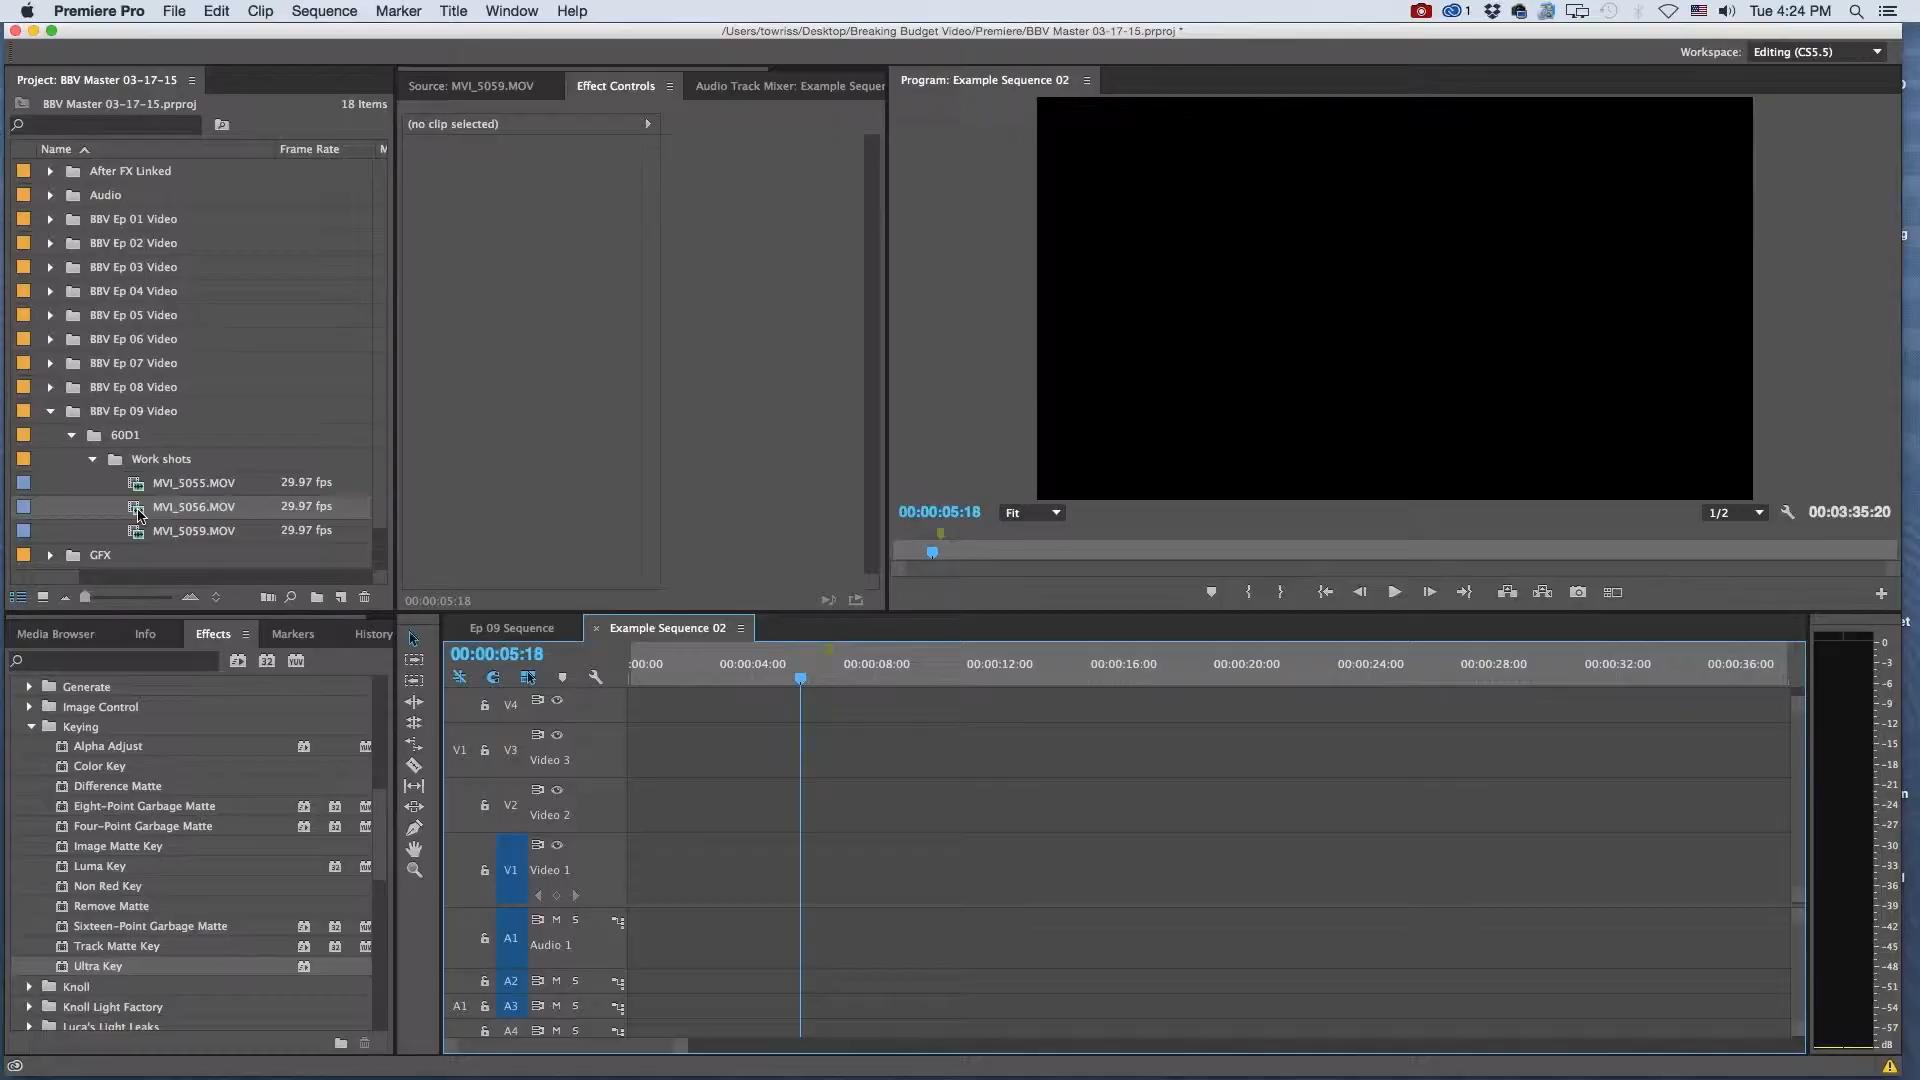 Premiere Pro File Edit Clip Sequence Marker Title Window Help 1 Tue 4:24 PM
/Users/towriss/Desktop/Breaking Budget Video/Premiere/BBV Master 03-17-15.prproj *
Workspace: Editing (CS5.5)
Project: BBV Master 03-17-15
BBV Master 03-17-15.prproj 18 Items
Name Frame Rate M
After FX Linked
Audio
BBV Ep 01 Video
BBV Ep 02 Video
BBV Ep 03 Video
BBV Ep 04 Video
BBV Ep 05 Video
BBV Ep 06 Video
BBV Ep 07 Video
BBV Ep 08 Video
BBV Ep 09 Video
60D1
Work shots
MVI_5055.MOV 29.97 fps
MVI_5056.MOV 29.97 fps
MVI_5059.MOV 29.97 fps
GFX
Source: MVI_5059.MOV Effect Controls Audio Track Mixer: Example Sequer
(no clip selected)
00:00:05:18
Program: Example Sequence 02
00:00:05:18 Fit 1/2 00:03:35:20
Media Browser Info Effects Markers History
Generate
Image Control
Keying
Alpha Adjust
Color Key
Difference Matte
Eight-Point Garbage Matte
Four-Point Garbage Matte
Image Matte Key
Luma Key
Non Red Key
Remove Matte
Sixteen-Point Garbage Matte
Track Matte Key
Ultra Key
Knoll
Knoll Light Factory
Luca's Light Leaks
Ep 09 Sequence Example Sequence 02
00:00:05:18
:00:00 00:00:04:00 00:00:08:00 00:00:12:00 00:00:16:00 00:00:20:00 00:00:24:00 00:00:28:00 00:00:32:00 00:00:36:00
V4
V1 V3
Video 3
V2
Video 2
V1 Video 1
A1 M S
Audio 1
A2 M S
A1 A3 M S
A4 M S
0
-3
-6
-9
-12
-15
-18
-21
-24
-27
-30
-33
-36
-39
-42
-45
-48
-51
-54
-57
dB